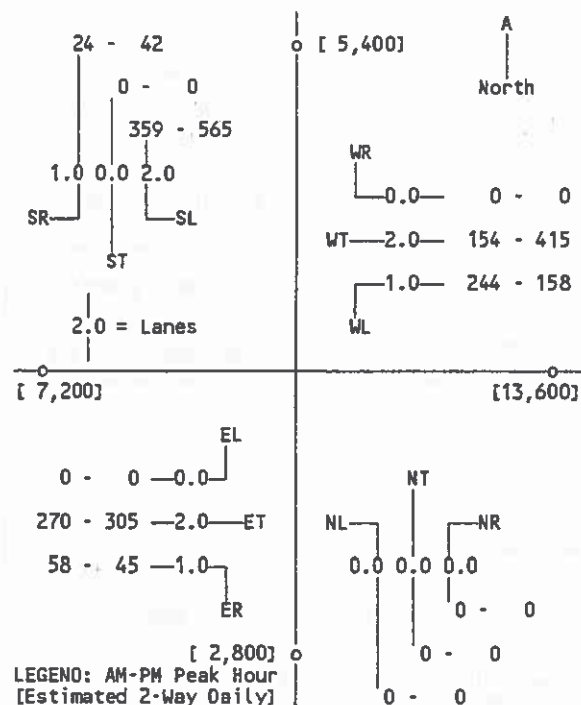 24 - 42
[ 5,400]
A
North
0 - 0
359 - 565
1.0 0.0 2.0
SR
SL
ST
2.0 = Lanes
WR
0.0 0 - 0
WT 2.0 154 - 415
1.0 244 - 158
WL
[ 7,200]
[13,600]
EL
0 - 0 0.0
270 - 305 2.0 ET
58 - 45 1.0
ER
NT
NL
NR
0.0 0.0 0.0
0 - 0
0 - 0
0 - 0
[ 2,800]
LEGENO: AM-PM Peak Hour
[Estimated 2-Way Oaily]